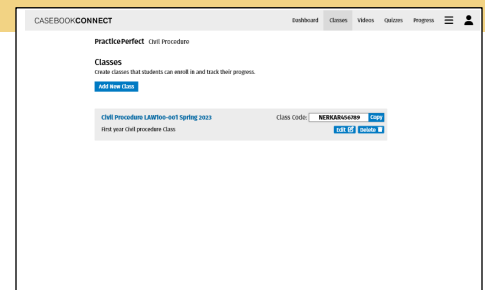 CASEBOOKCONNECT Dashboard Classes Videos Quizzes Progress
PracticePerfect Civil Procedure
Classes
Create classes that students can enroll in and track their progress.
Add New Class
Civil Procedure LAW100-001 Spring 2023 Class Code: NERKAR456789 Copy
First year Civil procedure Class Edit Delete